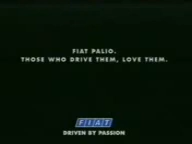 FIAT PALIO.
THOSE WHO DRIVE THEM, LOVE THEM.
FIAT
DRIVEN BY PASSION